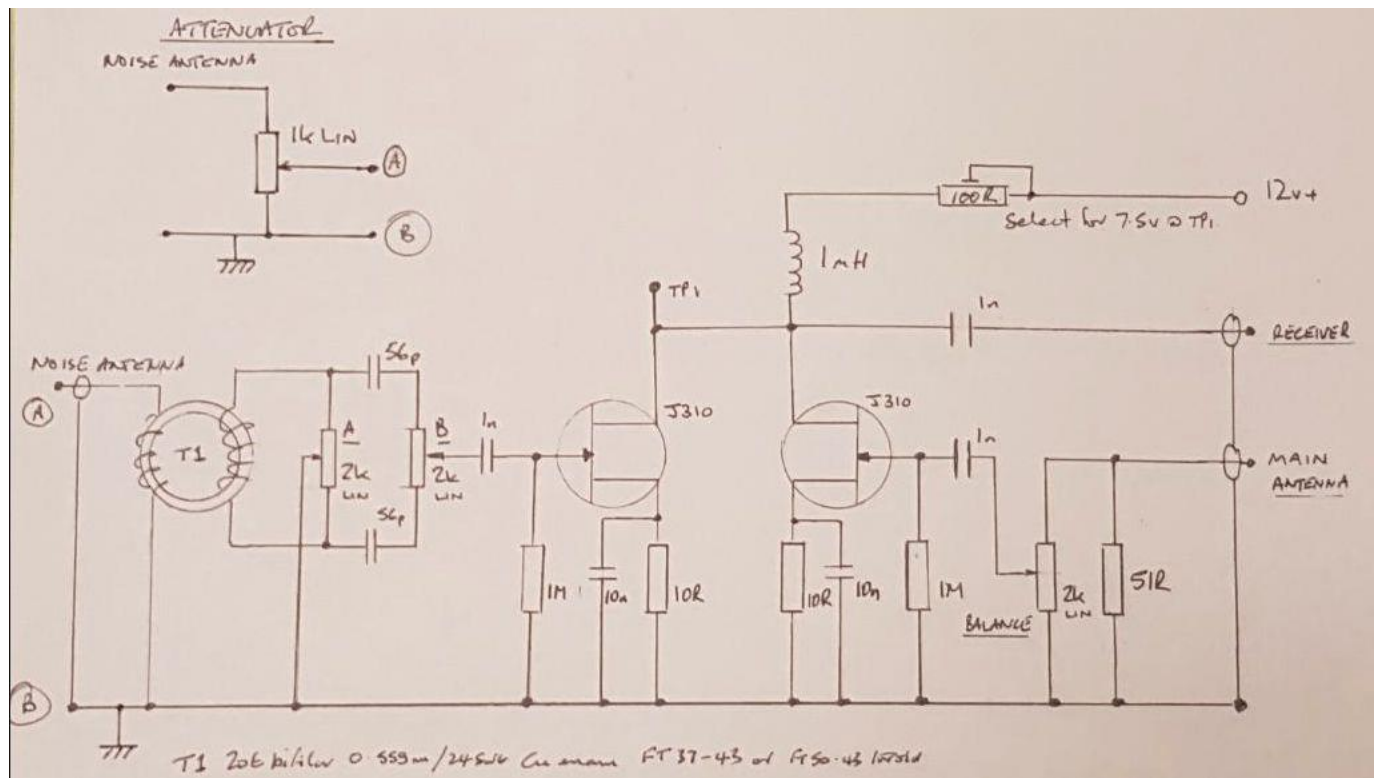 ATTENUATOR
NOISE ANTENNA
1k LIN
A
B
100R
12v+
Select for 7.5v @ TP1
1mH
TP1
1n
RECEIVER
NOISE ANTENNA
A
T1
56p
A
2k
LIN
B
2k
LIN
56p
1n
J310
J310
1n
MAIN
ANTENNA
1M
10n
10R
10R
10n
1M
BALANCE
2k
LIN
51R
B
T1 20t bifilar 0.559m/24swg Cu enam FT37-43 or FT50-43